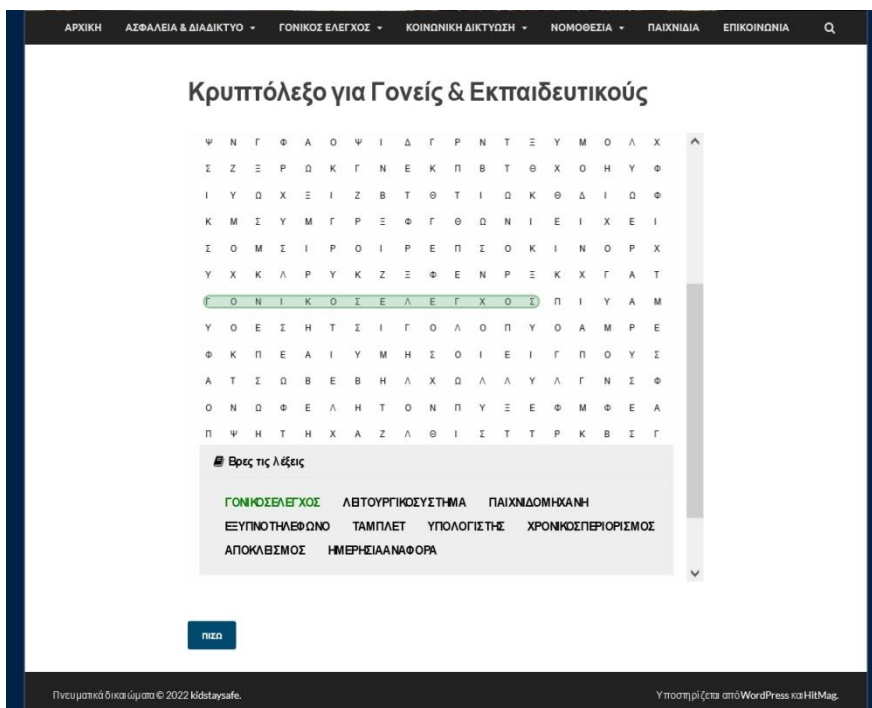 ΑΡΧΙΚΗ ΑΣΦΑΛΕΙΑ & ΔΙΑΔΙΚΤΥΟ ΓΟΝΙΚΟΣ ΕΛΕΓΧΟΣ ΚΟΙΝΩΝΙΚΗ ΔΙΚΤΥΩΣΗ ΝΟΜΟΘΕΣΙΑ ΠΑΙΧΝΙΔΙΑ ΕΠΙΚΟΙΝΩΝΙΑ
Κρυπτόλεξο για Γονείς & Εκπαιδευτικούς
Ψ Ν Γ Φ Α Ο Ψ Ι Δ Γ Ρ Ν Τ Ξ Υ Μ Ο Λ Χ
Σ Ζ Ξ Ρ Ω Κ Γ Ν Ε Κ Π Β Τ Θ Χ Ο Η Υ Φ
Ι Υ Ω Χ Ξ Ι Ζ Β Τ Θ Τ Ι Ω Κ Θ Δ Ι Ω Φ
Κ Μ Σ Υ Μ Γ Ρ Ξ Φ Γ Θ Ω Ν Ι Ε Ι Χ Ε Ι
Σ Ο Μ Σ Ι Ρ Ο Ι Ρ Ε Π Σ Ο Κ Ι Ν Ο Ρ Χ
Υ Χ Κ Λ Ρ Υ Κ Ζ Ξ Φ Ε Ν Ρ Ξ Κ Χ Γ Α Τ
Γ Ο Ν Ι Κ Ο Σ Ε Λ Ε Γ Χ Ο Σ Π Ι Υ Α Μ
Υ Ο Ε Σ Η Τ Σ Ι Γ Ο Λ Ο Π Υ Ο Α Μ Ρ Ε
Φ Κ Π Ε Α Ι Υ Μ Η Σ Ο Ι Ε Ι Γ Π Ο Υ Σ
Α Τ Σ Ω Β Ε Β Η Λ Χ Ω Λ Λ Υ Λ Γ Ν Σ Φ
Ο Ν Ω Φ Ε Λ Η Τ Ο Ν Π Υ Ξ Ε Φ Μ Φ Ε Α
Π Ψ Η Τ Η Χ Α Ζ Λ Θ Ι Σ Τ Τ Ρ Κ Β Σ Γ
Βρες τις λέξεις
ΓΟΝΙΚΟΣΕΛΕΓΧΟΣ ΛΕΙΤΟΥΡΓΙΚΟΣΥΣΤΗΜΑ ΠΑΙΧΝΙΔΟΜΗΧΑΝΗ
ΕΞΥΠΝΟΤΗΛΕΦΩΝΟ ΤΑΜΠΛΕΤ ΥΠΟΛΟΓΙΣΤΗΣ ΧΡΟΝΙΚΟΣΠΕΡΙΟΡΙΣΜΟΣ
ΑΠΟΚΛΕΙΣΜΟΣ ΗΜΕΡΗΣΙΑΑΝΑΦΟΡΑ
ΠΙΣΩ
Πνευματικά δικαιώματα © 2022 kidstaysafe. Υποστηρίζεται από WordPress και HitMag.